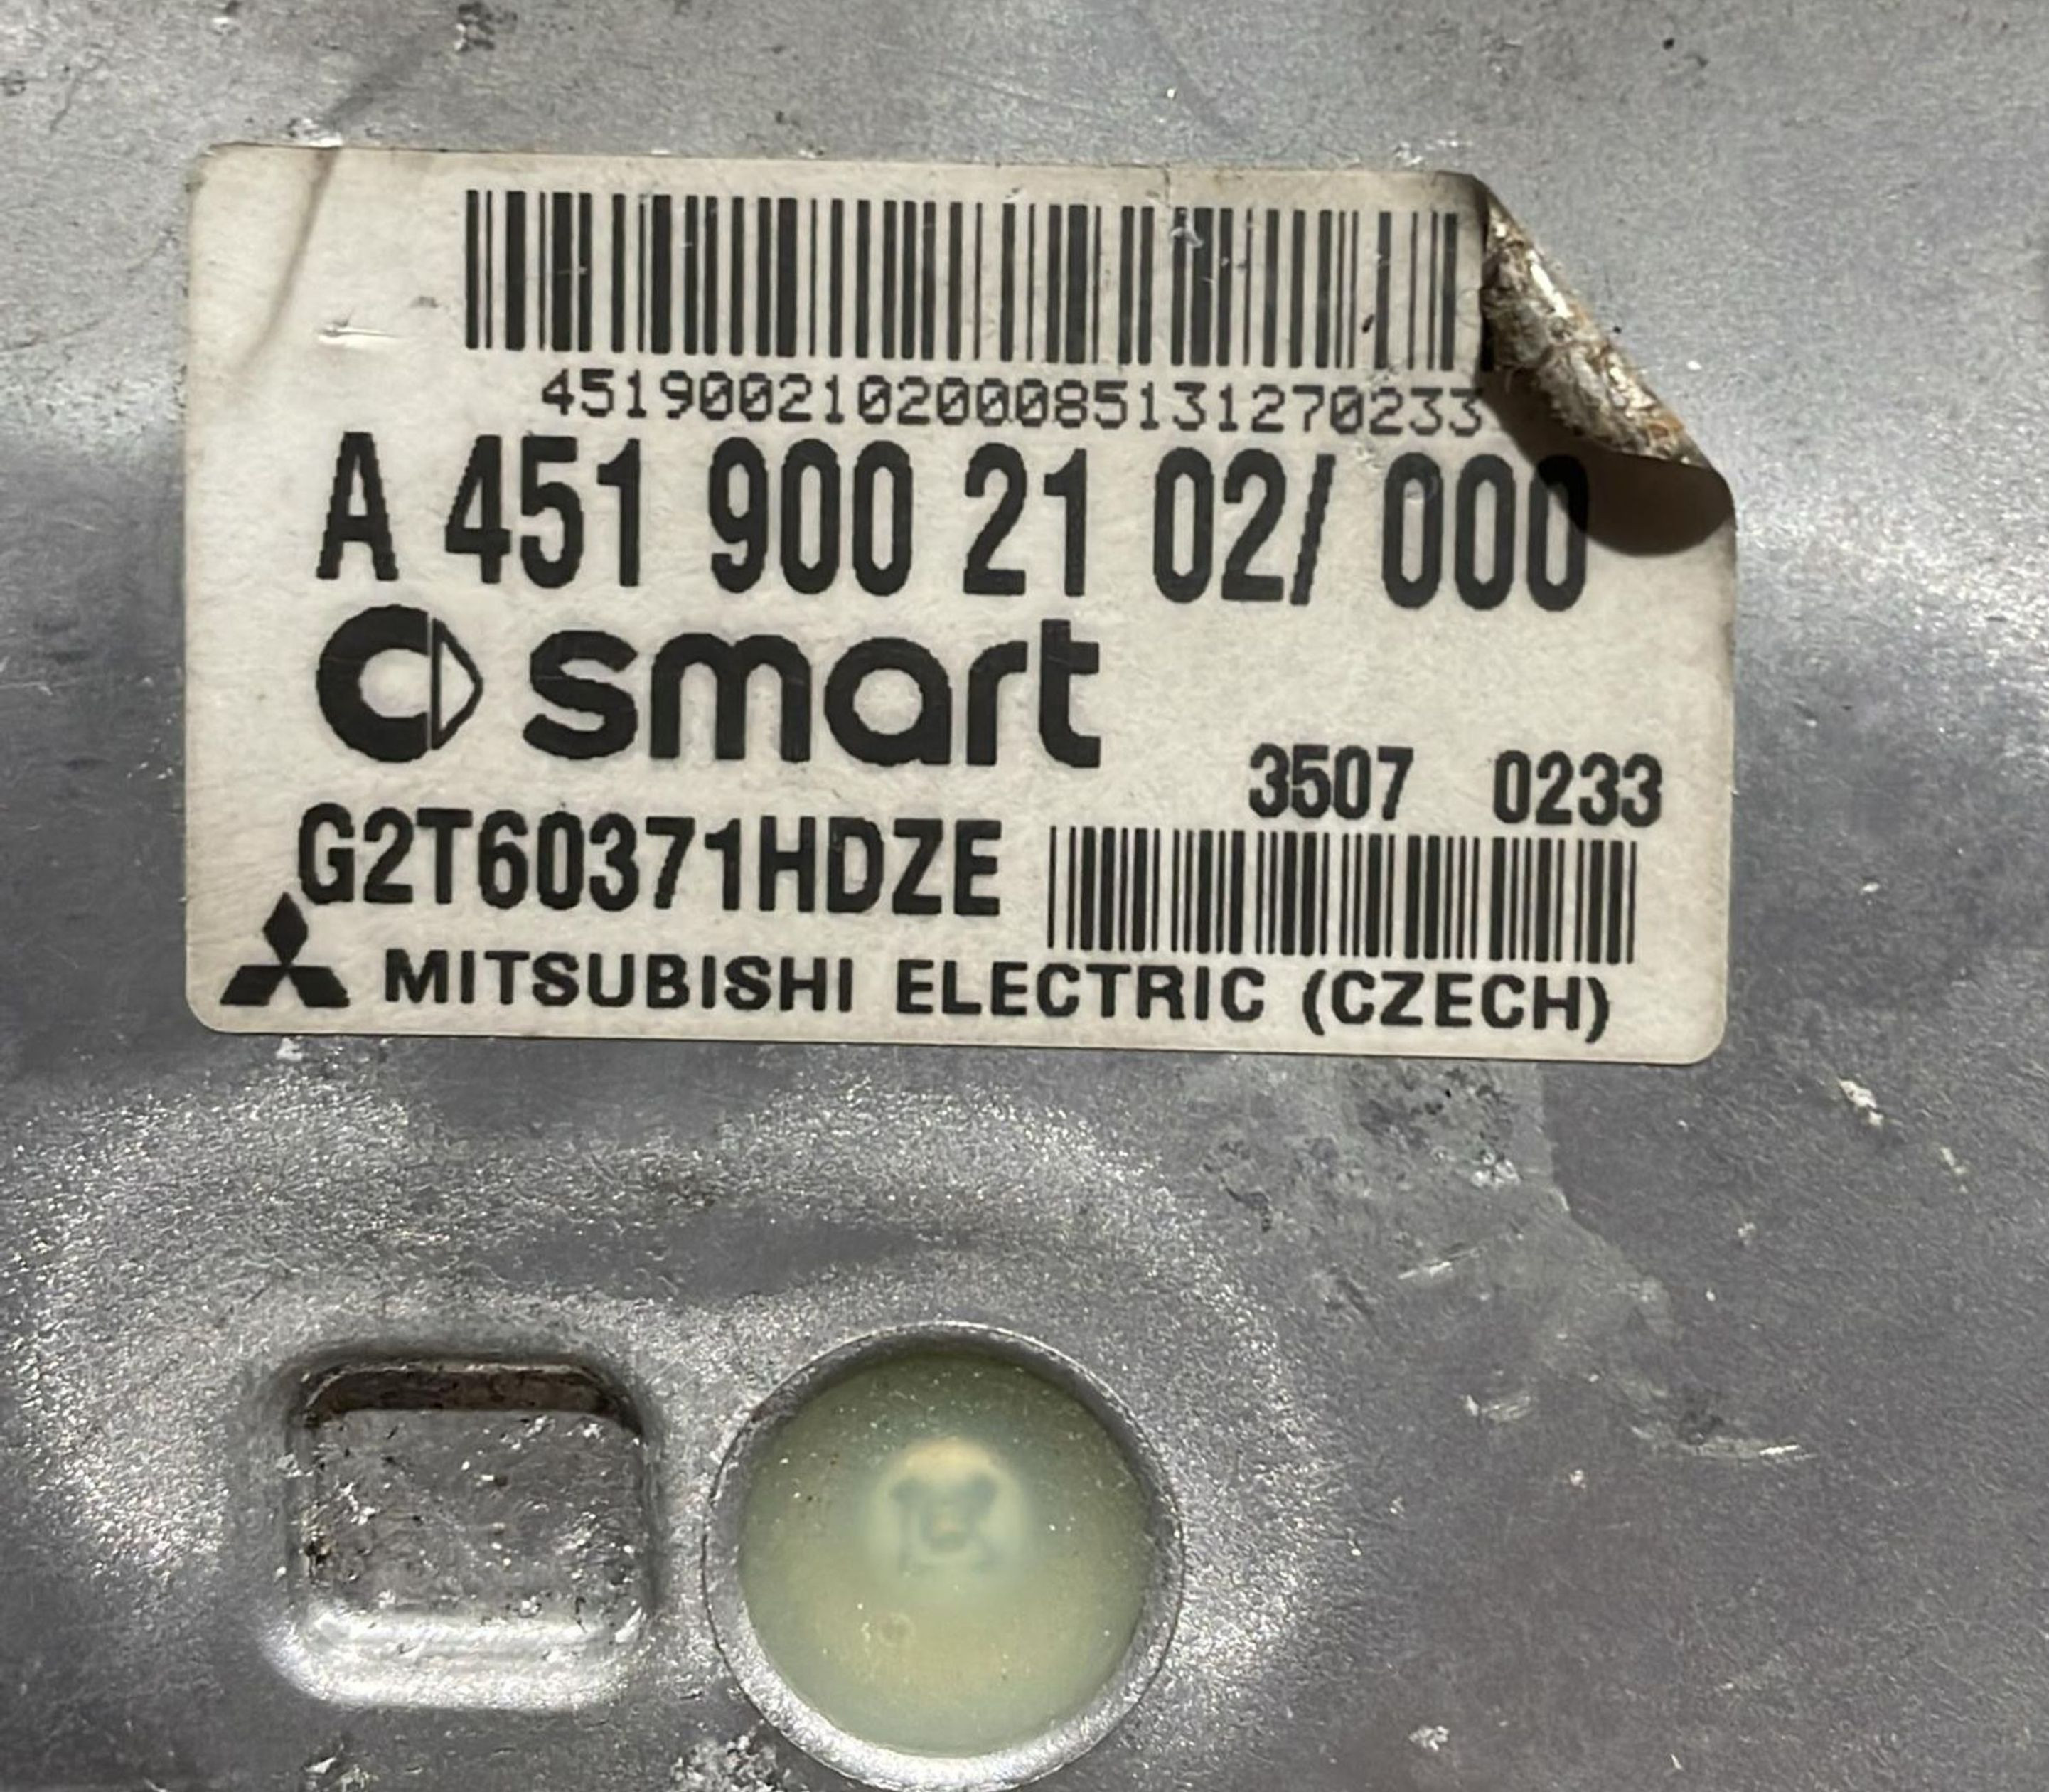 451900210200085131270233
A 451 900 21 02/ 000
smart
3507 0233
G2T60371HDZE
MITSUBISHI ELECTRIC (CZECH)